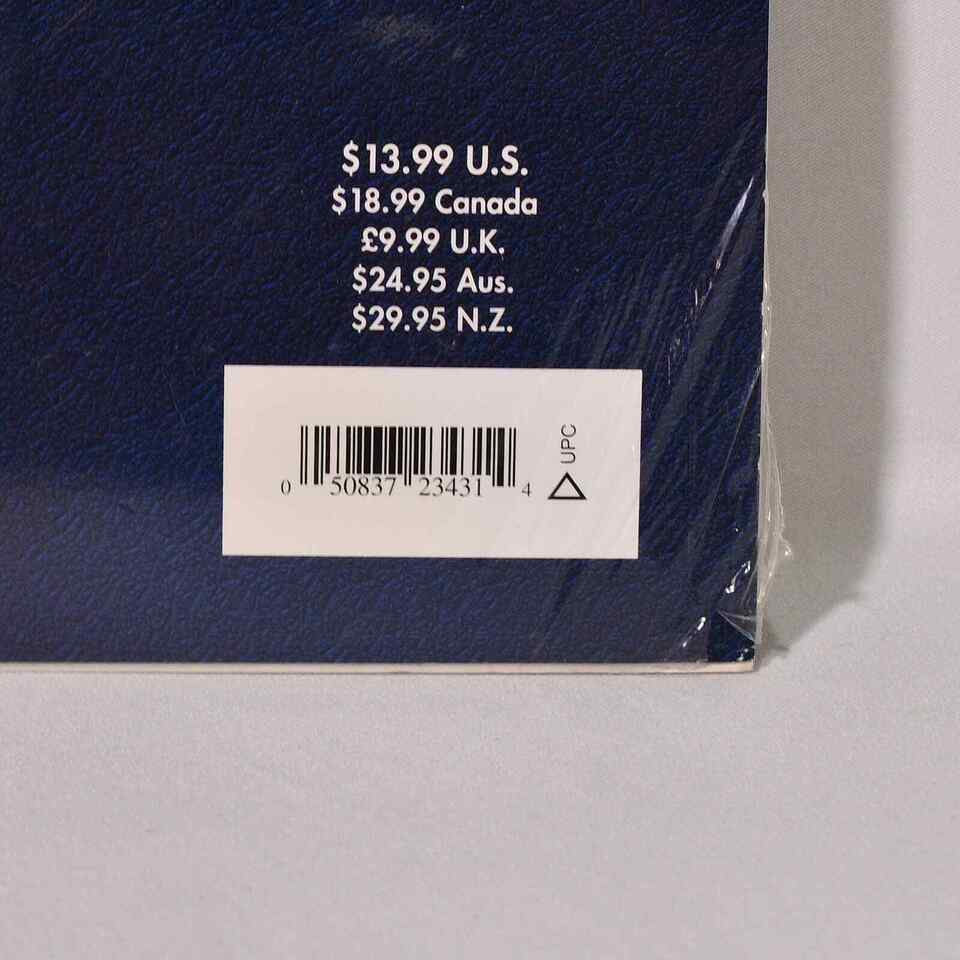 $13.99 U.S.
$18.99 Canada
£9.99 U.K.
$24.95 Aus.
$29.95 N.Z.
0 50837 23431 4
UPC